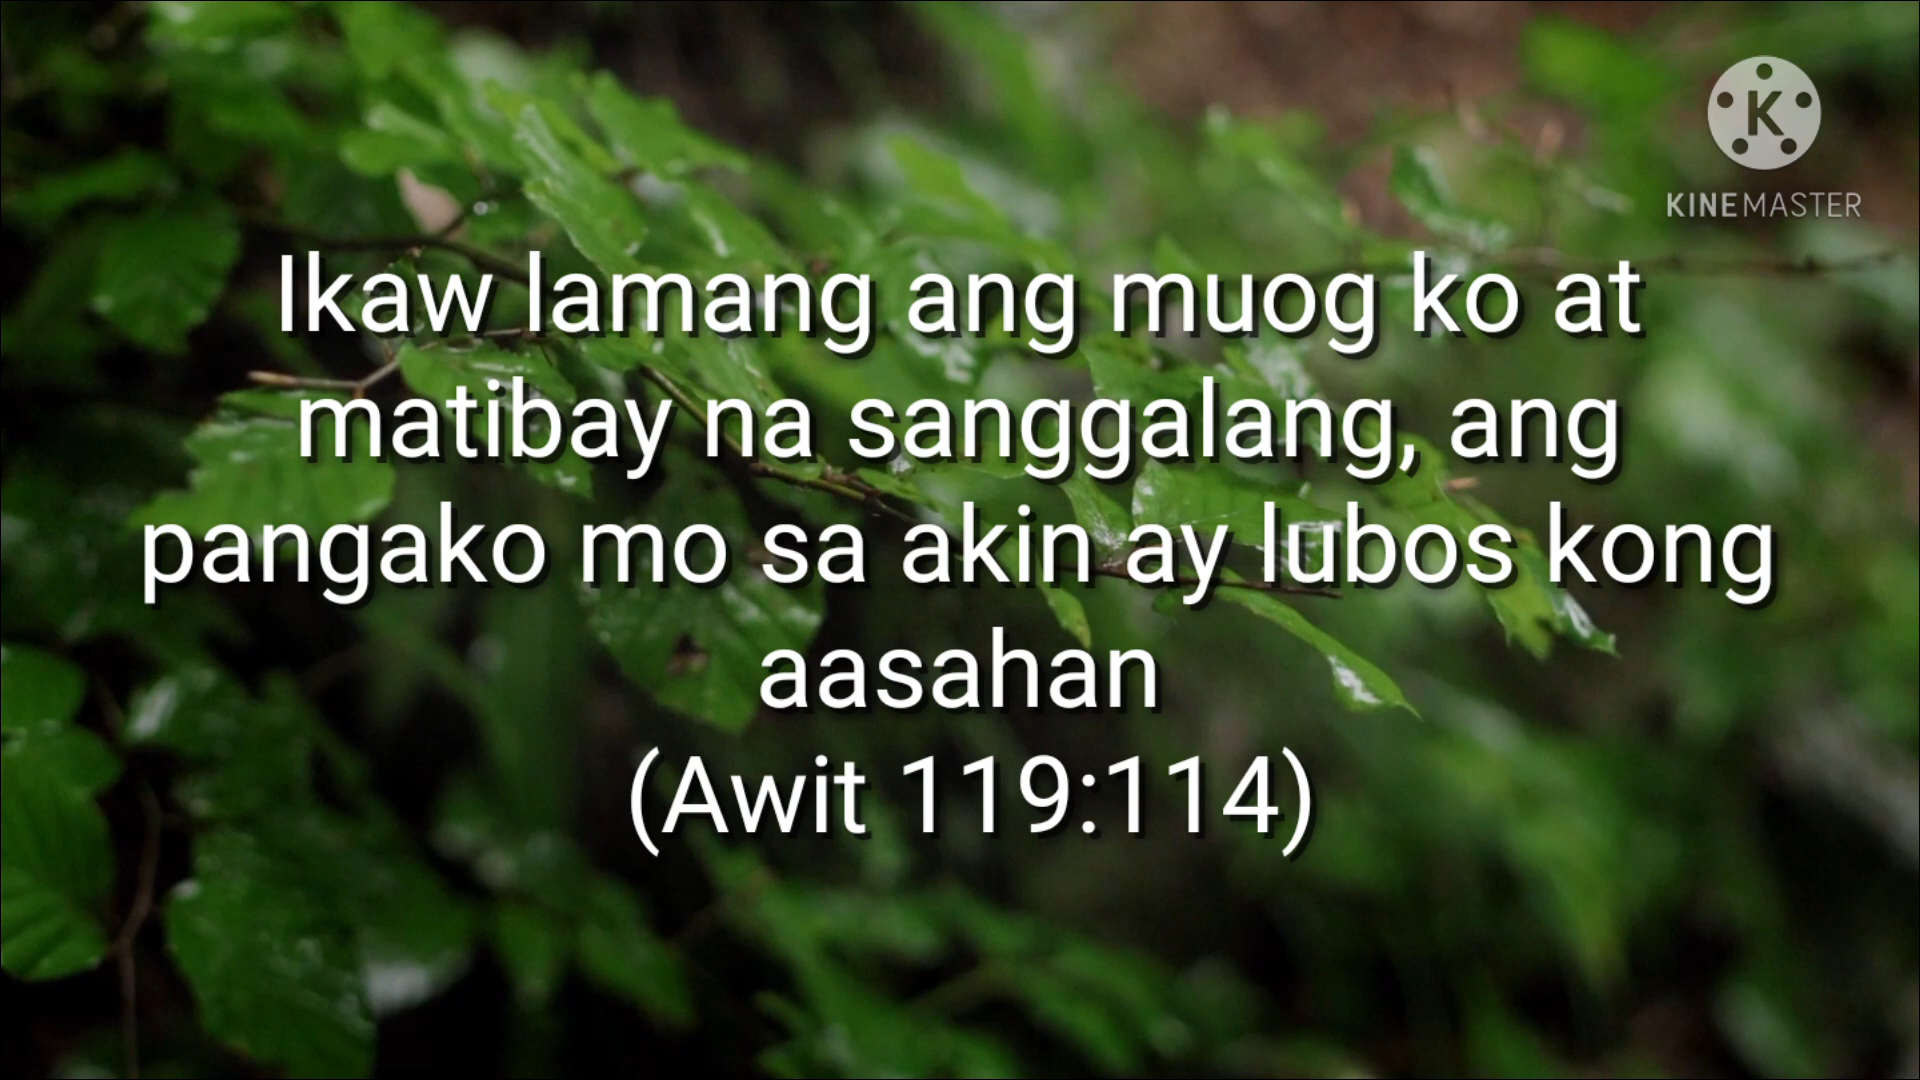 K
KINEMASTER
Ikaw lamang ang muog ko at
matibay na sanggalang, ang
pangako mo sa akin ay lubos kong
aasahan
(Awit 119:114)